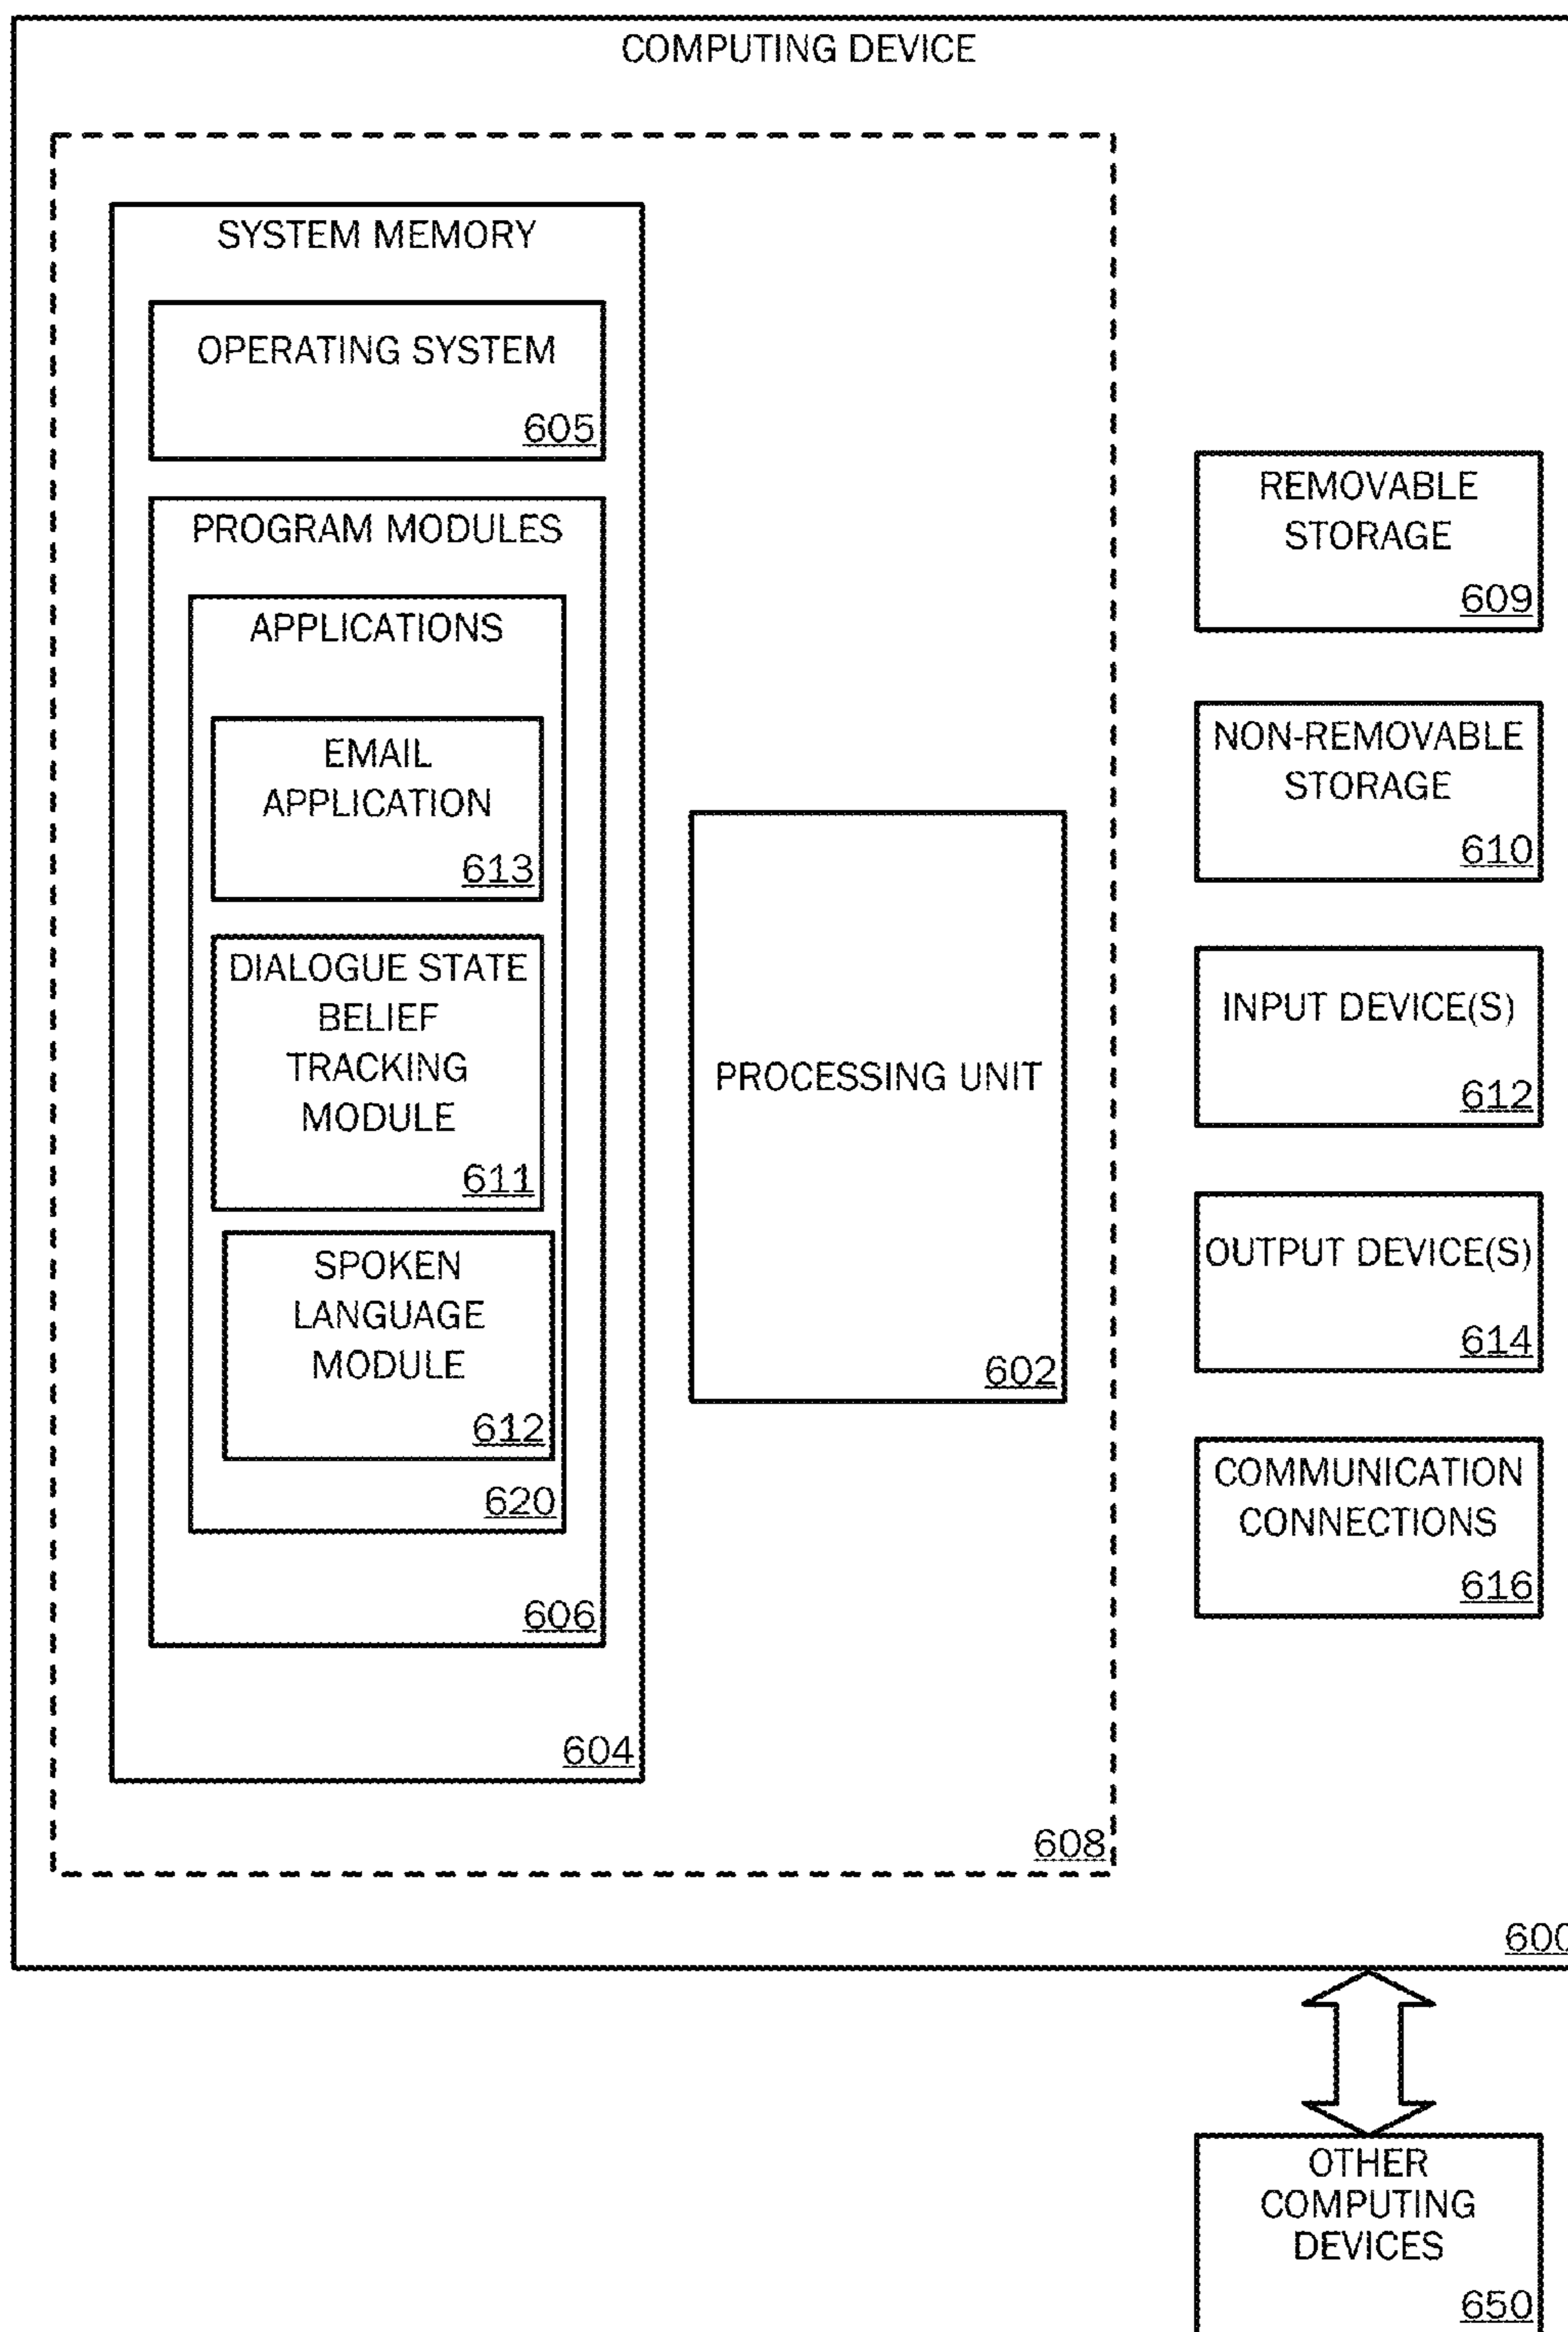 COMPUTING DEVICE
SYSTEM MEMORY
OPERATING SYSTEM
605
PROGRAM MODULES
APPLICATIONS
EMAIL
APPLICATION
613
DIALOGUE STATE
BELIEF
TRACKING
MODULE
611
SPOKEN
LANGUAGE
MODULE
612
620
606
604
PROCESSING UNIT
602
608
REMOVABLE
STORAGE
609
NON-REMOVABLE
STORAGE
610
INPUT DEVICE(S)
612
OUTPUT DEVICE(S)
614
COMMUNICATION
CONNECTIONS
616
600
OTHER
COMPUTING
DEVICES
650